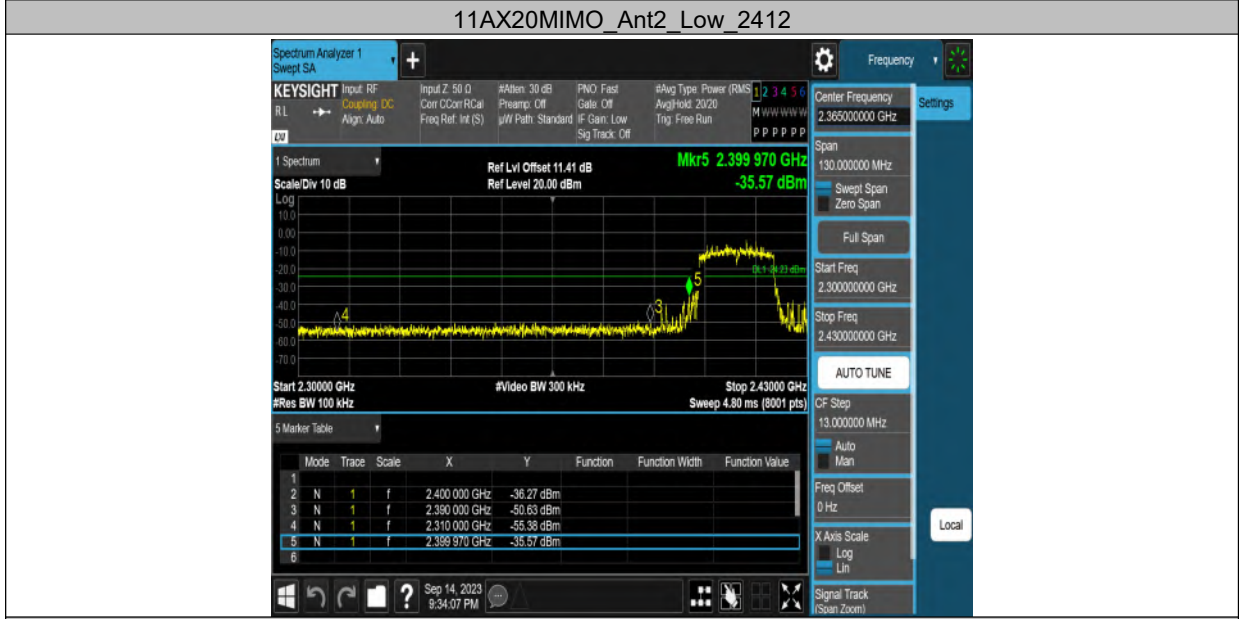 11AX20MIMO_Ant2_Low_2412
Spectrum Analyzer 1
Swept SA
Frequency
KEYSIGHT
R L
LXI
Input: RF
Coupling: DC
Align: Auto
Input Z: 50 Ω
Corr CCorr RCal
Freq Ref: Int (S)
#Atten: 30 dB
Preamp: Off
µW Path: Standard
PNO: Fast
Gate: Off
IF Gain: Low
Sig Track: Off
#Avg Type: Power (RMS
Avg|Hold: 20/20
Trig: Free Run
1 2 3 4 5 6
M W W W W W
P P P P P P
1 Spectrum
Scale/Div 10 dB
Ref Lvl Offset 11.41 dB
Ref Level 20.00 dBm
Mkr5 2.399 970 GHz
-35.57 dBm
Log
10.0
0.00
-10.0
-20.0
-30.0
-40.0
-50.0
-60.0
-70.0
DL1 -24.23 dBm
4
3
5
Start 2.30000 GHz
#Res BW 100 kHz
#Video BW 300 kHz
Stop 2.43000 GHz
Sweep 4.80 ms (8001 pts)
5 Marker Table
Mode Trace Scale X Y Function Function Width Function Value
1
2 N 1 f 2.400 000 GHz -36.27 dBm
3 N 1 f 2.390 000 GHz -50.63 dBm
4 N 1 f 2.310 000 GHz -55.38 dBm
5 N 1 f 2.399 970 GHz -35.57 dBm
6
Sep 14, 2023
9:34:07 PM
Center Frequency
2.365000000 GHz
Settings
Span
130.000000 MHz
Swept Span
Zero Span
Full Span
Start Freq
2.300000000 GHz
Stop Freq
2.430000000 GHz
AUTO TUNE
CF Step
13.000000 MHz
Auto
Man
Freq Offset
0 Hz
Local
X Axis Scale
Log
Lin
Signal Track
(Span Zoom)